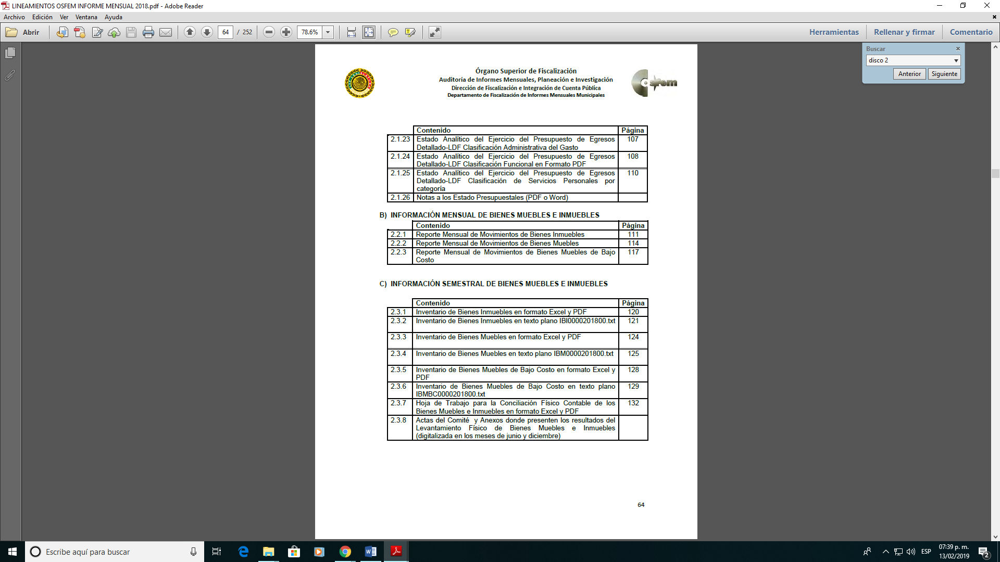 LINEAMIENTOS OSFEM INFORME MENSUAL 2018.pdf - Adobe Reader
Archivo Edición Ver Ventana Ayuda
Abrir 64 / 252 78.6% Herramientas Rellenar y firmar Comentario
Buscar
disco 2
Anterior Siguiente
Órgano Superior de Fiscalización
Auditoría de Informes Mensuales, Planeación e Investigación
Dirección de Fiscalización e Integración de Cuenta Pública
Departamento de Fiscalización de Informes Mensuales Municipales
sfem
Contenido Página
2.1.23 Estado Analítico del Ejercicio del Presupuesto de Egresos 107
Detallado-LDF Clasificación Administrativa del Gasto
2.1.24 Estado Analítico del Ejercicio del Presupuesto de Egresos 108
Detallado-LDF Clasificación Funcional en Formato PDF
2.1.25 Estado Analítico del Ejercicio del Presupuesto de Egresos 110
Detallado-LDF Clasificación de Servicios Personales por
categoría
2.1.26 Notas a los Estado Presupuestales (PDF o Word)
B) INFORMACIÓN MENSUAL DE BIENES MUEBLES E INMUEBLES
Contenido Página
2.2.1 Reporte Mensual de Movimientos de Bienes Inmuebles 111
2.2.2 Reporte Mensual de Movimientos de Bienes Muebles 114
2.2.3 Reporte Mensual de Movimientos de Bienes Muebles de Bajo 117
Costo
C) INFORMACIÓN SEMESTRAL DE BIENES MUEBLES E INMUEBLES
Contenido Página
2.3.1 Inventario de Bienes Inmuebles en formato Excel y PDF 120
2.3.2 Inventario de Bienes Inmuebles en texto plano IBI0000201800.txt 121
2.3.3 Inventario de Bienes Muebles en formato Excel y PDF 124
2.3.4 Inventario de Bienes Muebles en texto plano IBM0000201800.txt 125
2.3.5 Inventario de Bienes Muebles de Bajo Costo en formato Excel y 128
PDF
2.3.6 Inventario de Bienes Muebles de Bajo Costo en texto plano 129
IBMBC0000201800.txt
2.3.7 Hoja de Trabajo para la Conciliación Físico Contable de los 132
Bienes Muebles e Inmuebles en formato Excel y PDF
2.3.8 Actas del Comité y Anexos donde presenten los resultados del
Levantamiento Físico de Bienes Muebles e Inmuebles
(digitalizada en los meses de junio y diciembre)
64
Escribe aquí para buscar
ESP
07:39 p. m.
13/02/2019
2